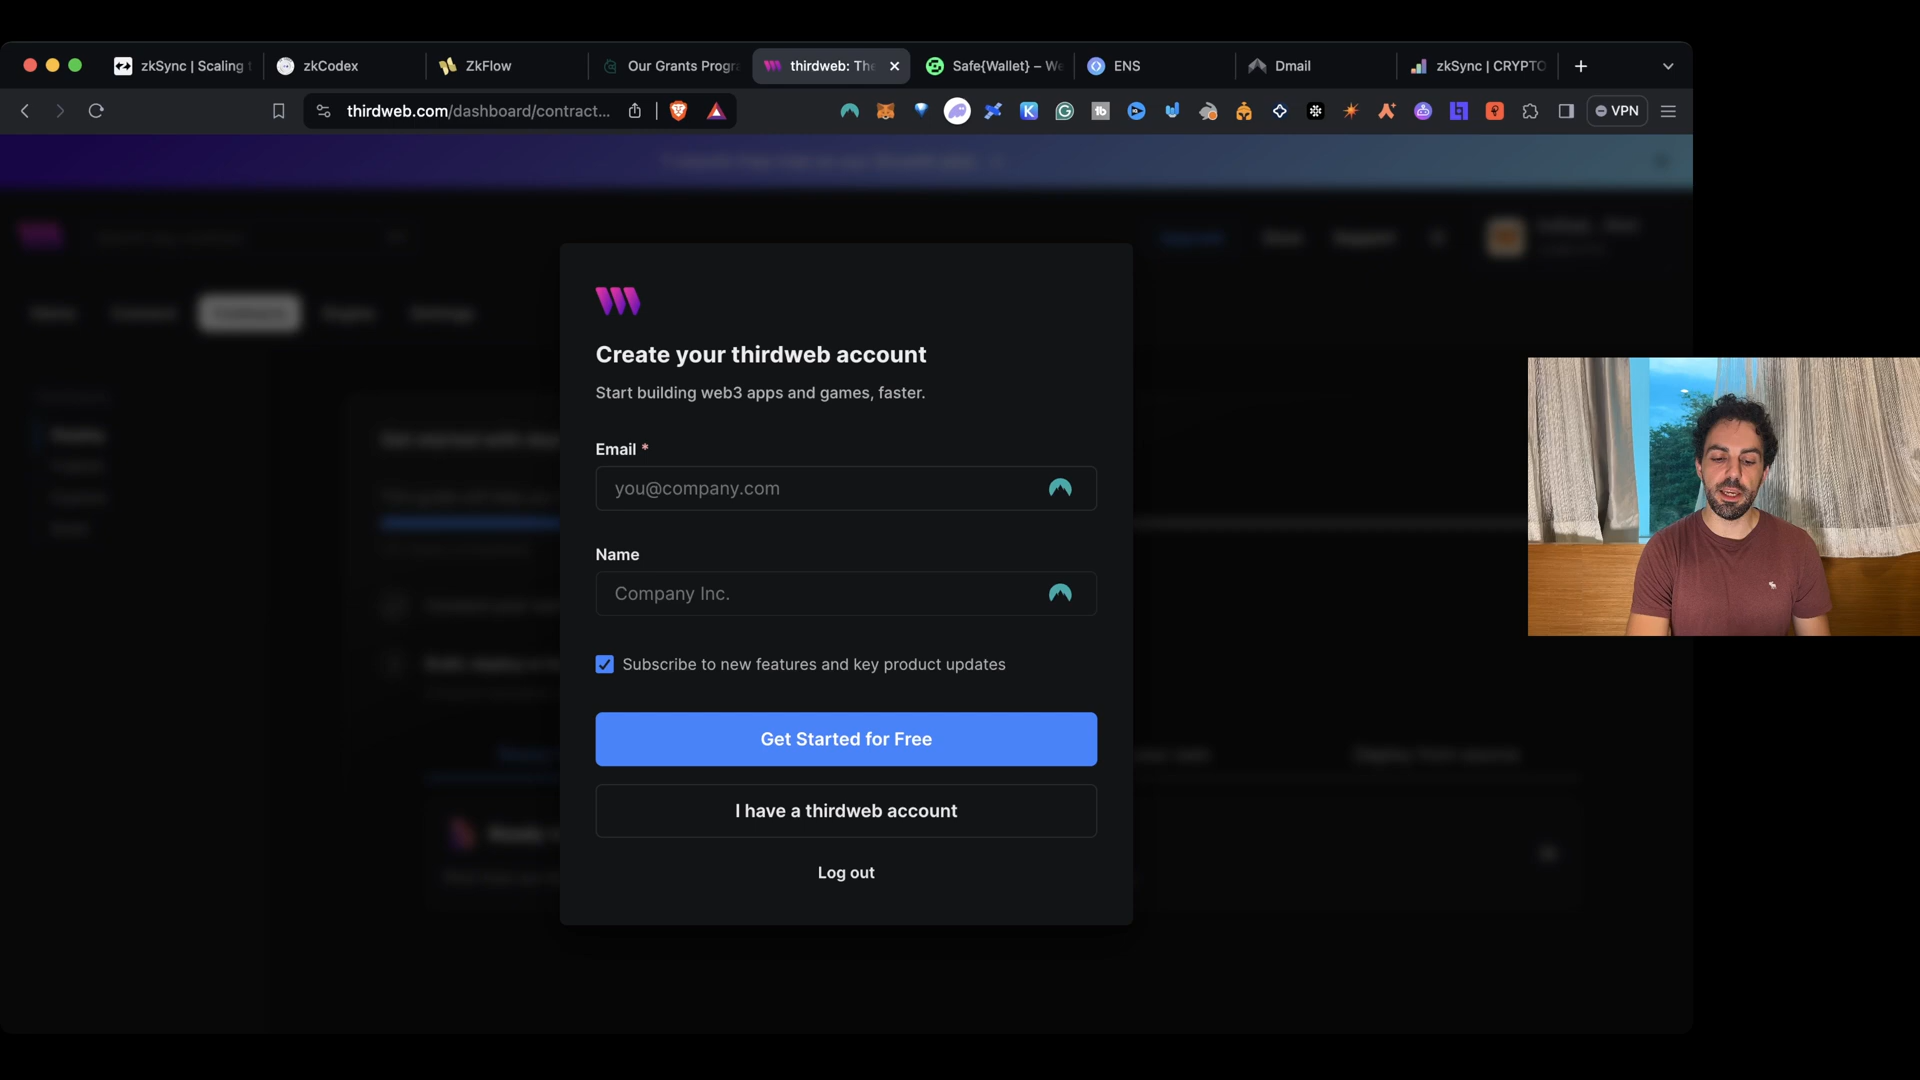 zkSync | Scaling
zkCodex
ZkFlow
Our Grants Progr
thirdweb: The
Safe{Wallet} – We
ENS
Dmail
zkSync | CRYPTO
thirdweb.com/dashboard/contract...
VPN
Create your thirdweb account
Start building web3 apps and games, faster.
Email *
you@company.com
Name
Company Inc.
Subscribe to new features and key product updates
Get Started for Free
I have a thirdweb account
Log out